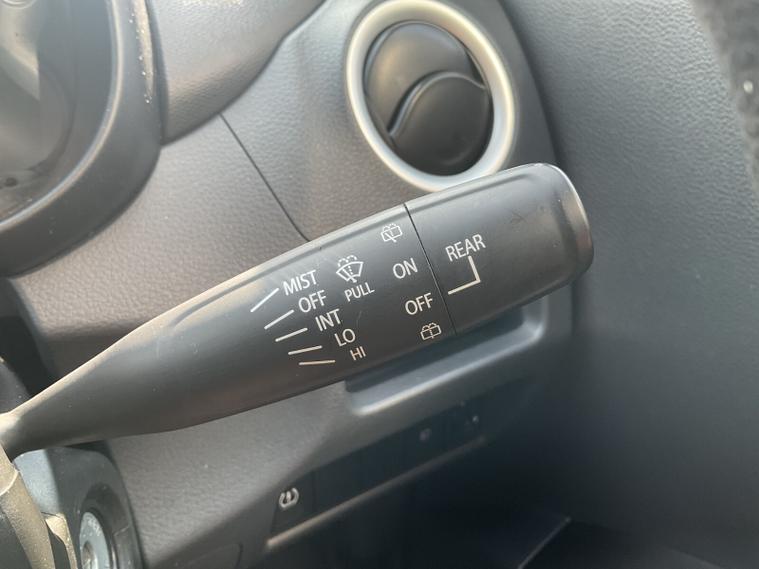 MIST
OFF
INT
LO
HI
PULL
ON
OFF
REAR